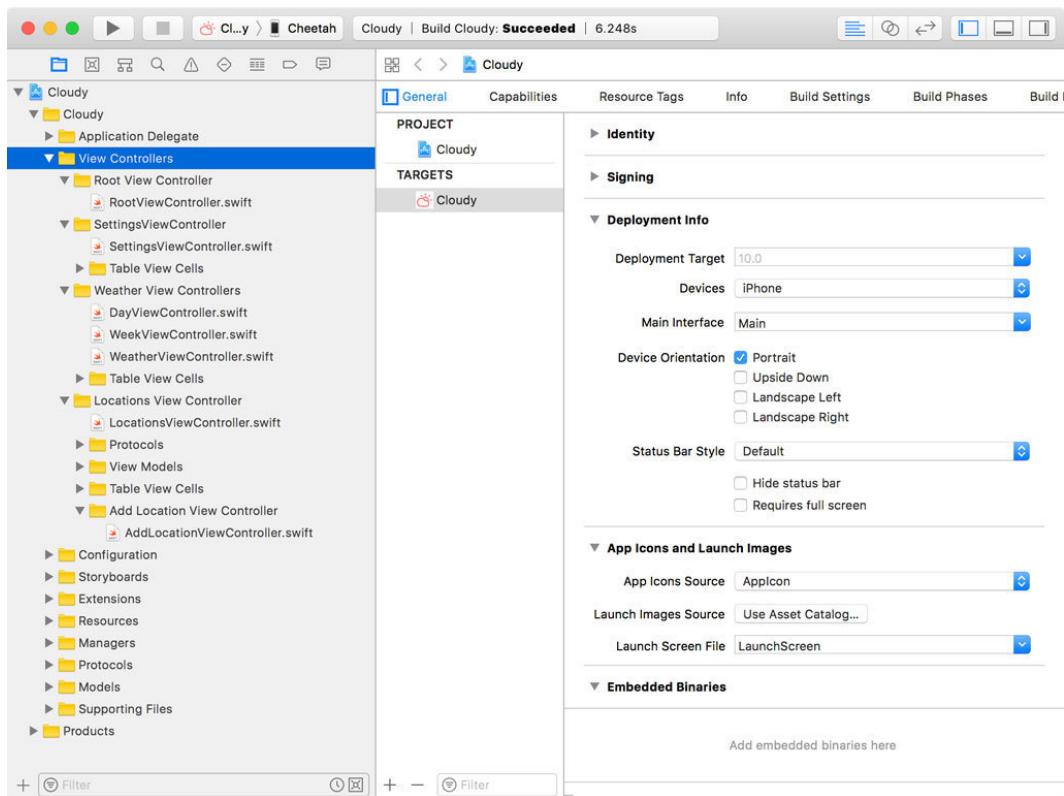 Cl...y 〉 Cheetah
Cloudy | Build Cloudy: Succeeded | 6.248s
Cloudy
Cloudy
Application Delegate
View Controllers
Root View Controller
RootViewController.swift
SettingsViewController
SettingsViewController.swift
Table View Cells
Weather View Controllers
DayViewController.swift
WeekViewController.swift
WeatherViewController.swift
Table View Cells
Locations View Controller
LocationsViewController.swift
Protocols
View Models
Table View Cells
Add Location View Controller
AddLocationViewController.swift
Configuration
Storyboards
Extensions
Resources
Managers
Protocols
Models
Supporting Files
Products
Filter
Cloudy
General Capabilities Resource Tags Info Build Settings Build Phases Build
PROJECT
Cloudy
TARGETS
Cloudy
Filter
Identity
Signing
Deployment Info
Deployment Target 10.0
Devices iPhone
Main Interface Main
Device Orientation Portrait
Upside Down
Landscape Left
Landscape Right
Status Bar Style Default
Hide status bar
Requires full screen
App Icons and Launch Images
App Icons Source AppIcon
Launch Images Source Use Asset Catalog...
Launch Screen File LaunchScreen
Embedded Binaries
Add embedded binaries here